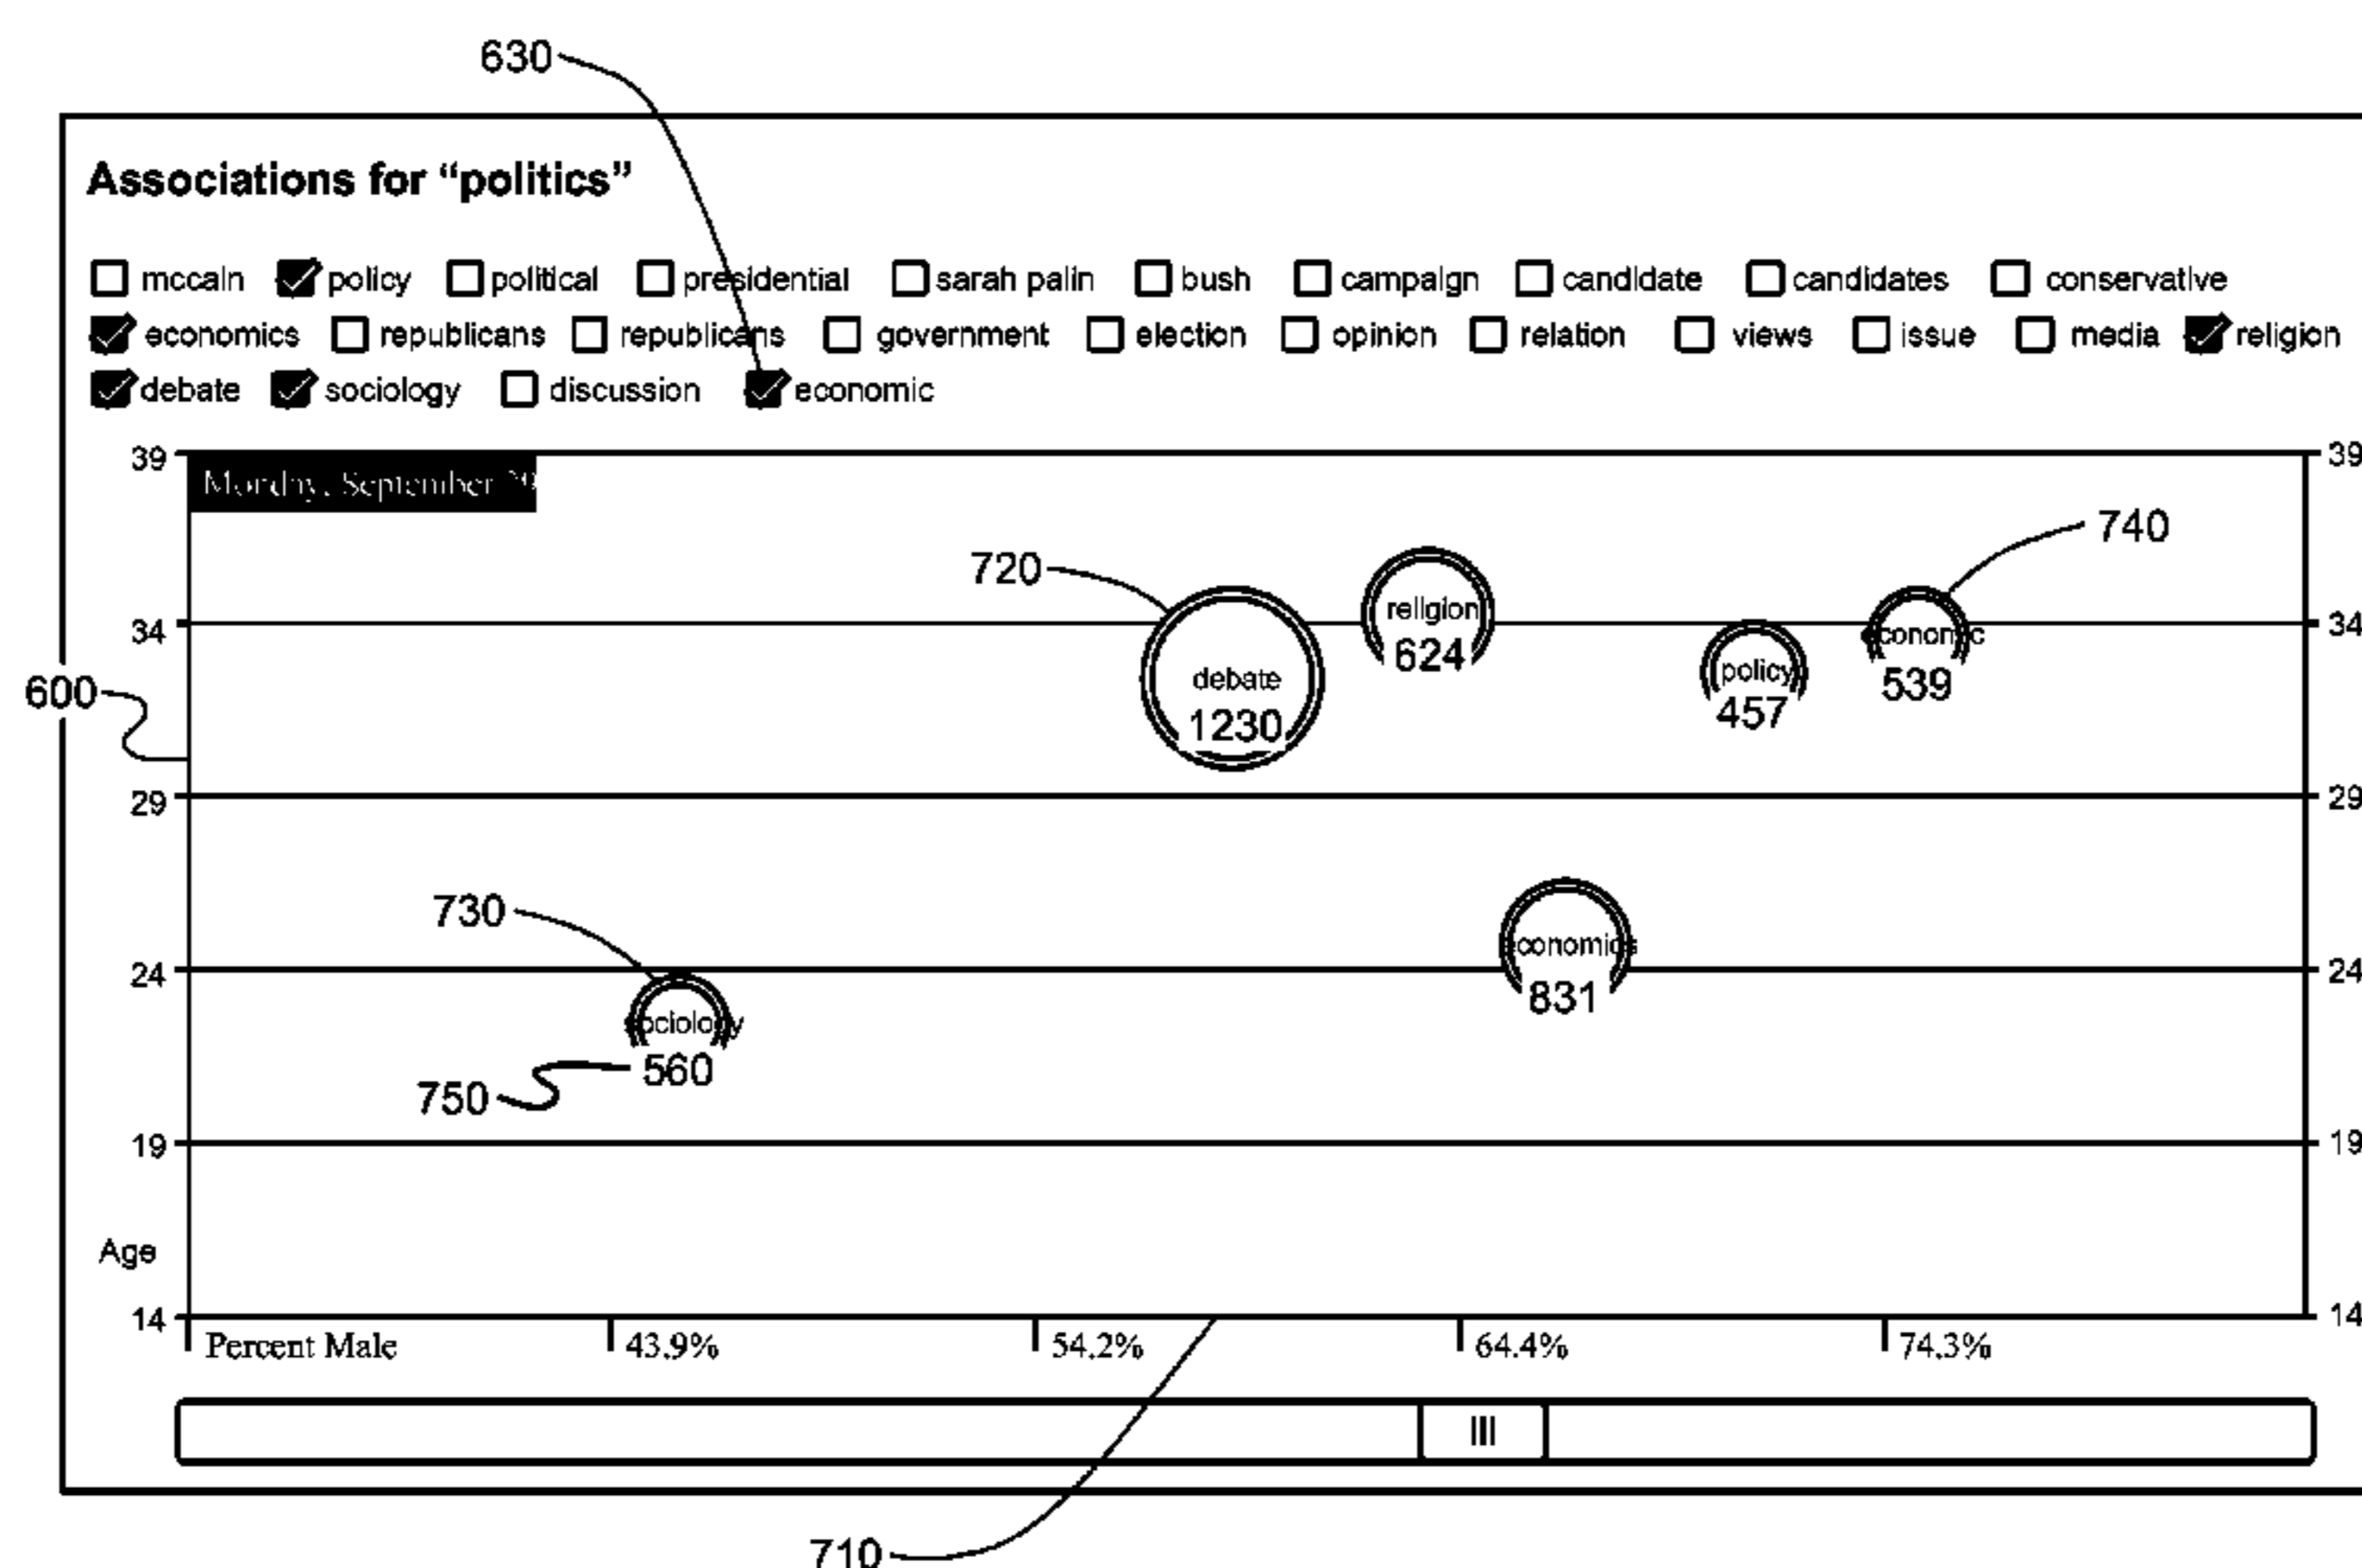 630
Associations for “politics”
mccain policy political presidential sarah palin bush campaign candidate candidates conservative
economics republicans republicans government election opinion relation views issue media religion
debate sociology discussion economic
39 39
Monday, September
740
720
religion
34 34
economic
624
policy
539
debate
600
457
1230
29 29
730
economics
24 24
831
sociology
560
750
19 19
Age
14 14
Percent Male 43.9% 54.2% 64.4% 74.3%
III
710